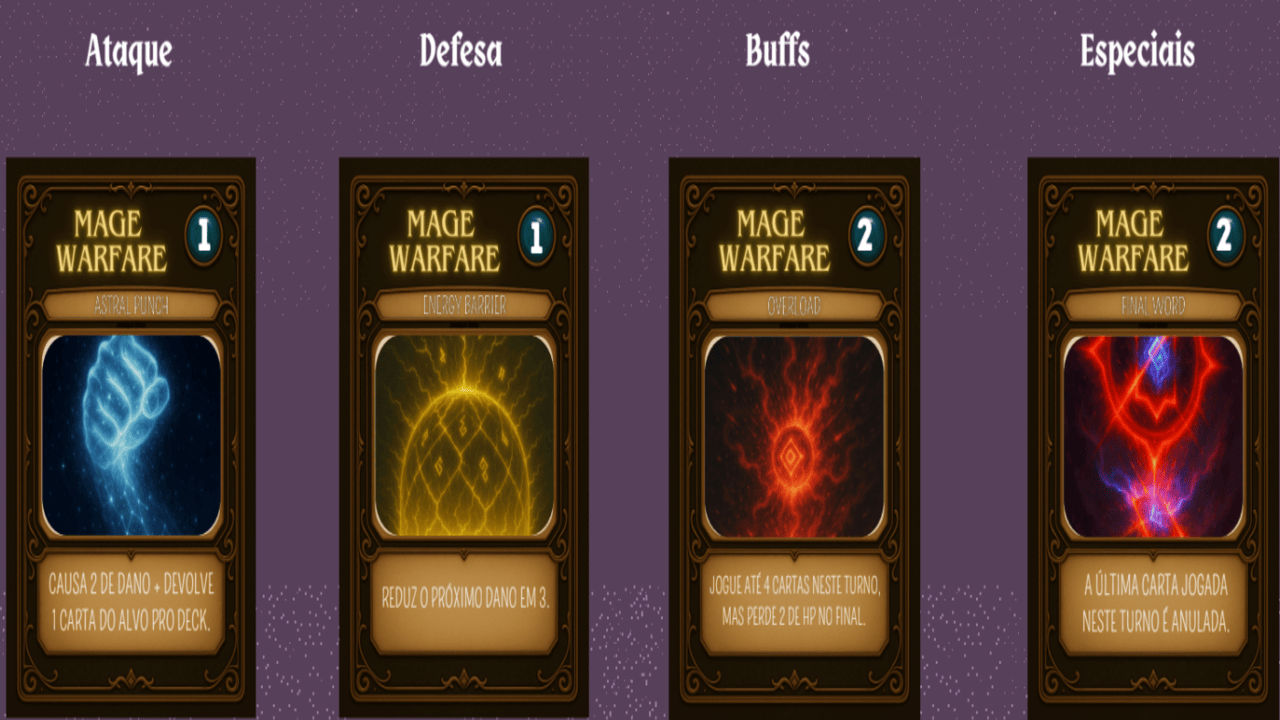 Ataque
Defesa
Buffs
Especiais
MAGE
WARFARE
1
ASTRAL PUNCH
CAUSA 2 DE DANO + DEVOLVE
1 CARTA DO ALVO PRO DECK.
MAGE
WARFARE
1
ENERGY BARRIER
REDUZ O PRÓXIMO DANO EM 3.
MAGE
WARFARE
2
OVERLOAD
JOGUE ATÉ 4 CARTAS NESTE TURNO,
MAS PERDE 2 DE HP NO FINAL.
MAGE
WARFARE
2
FINAL WORD
A ÚLTIMA CARTA JOGADA
NESTE TURNO É ANULADA.